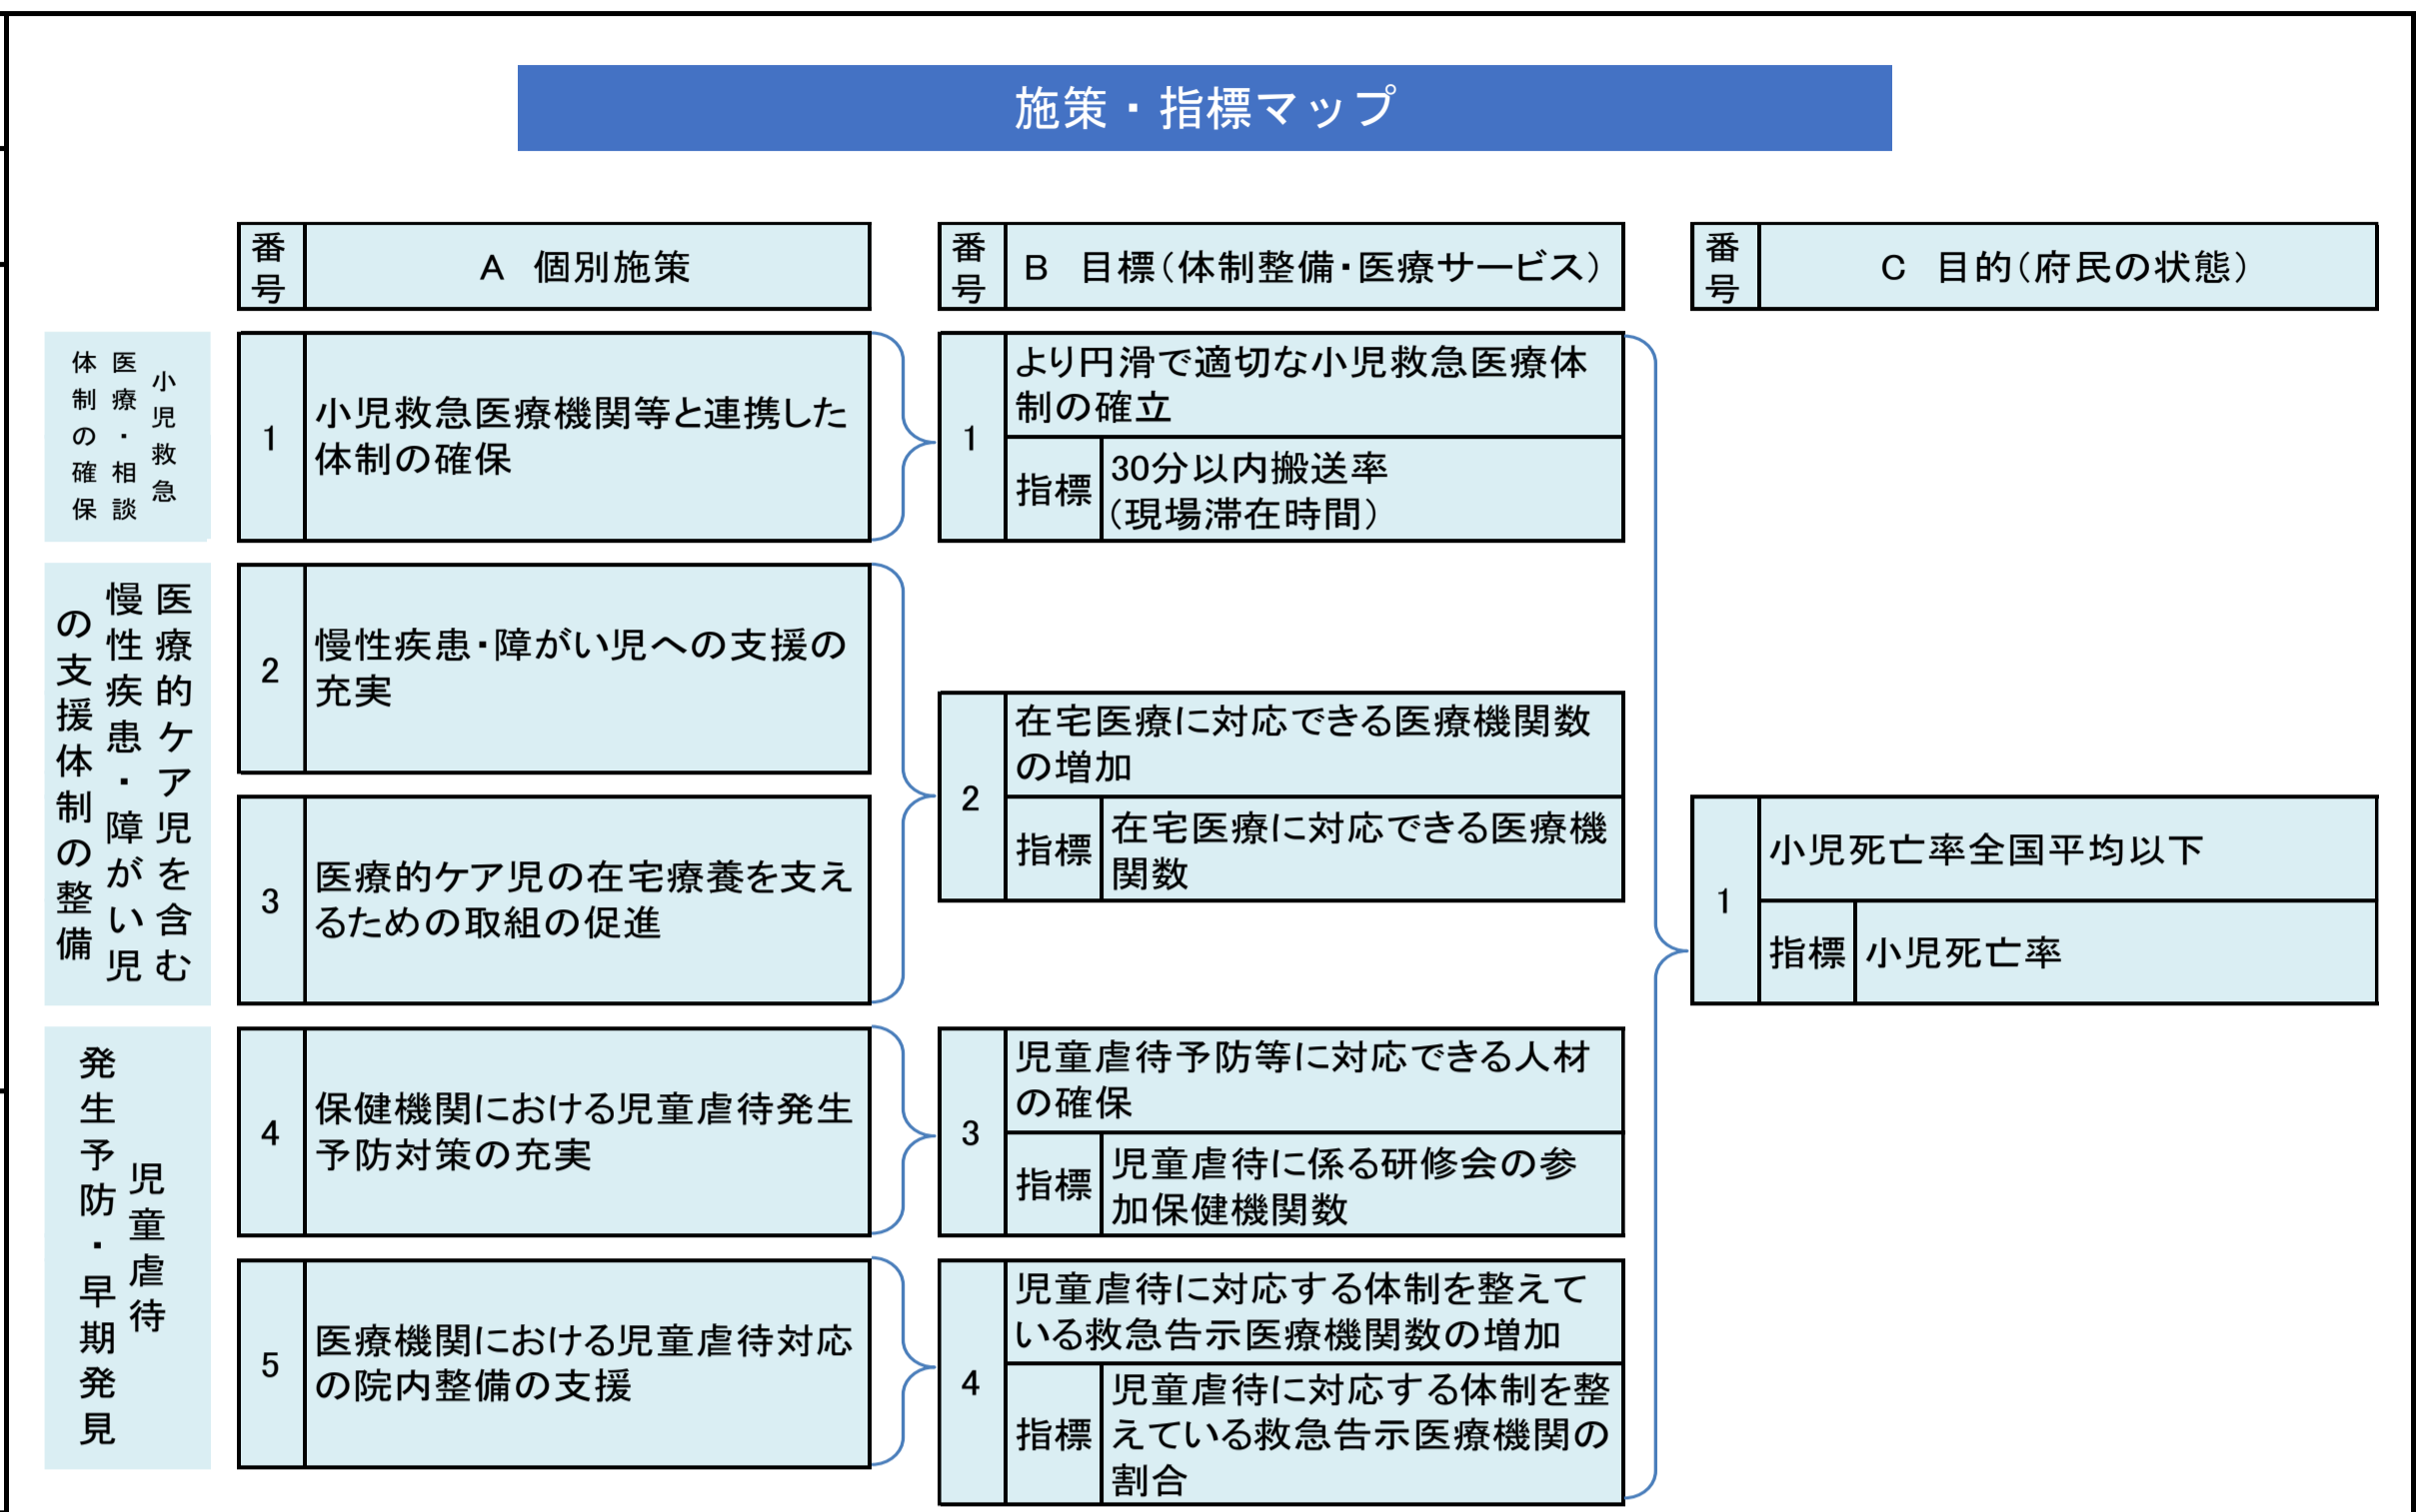 施策・指標マップ
番号
A 個別施策
番号
B 目標（体制整備・医療サービス）
番号
C 目的（府民の状態）
小児救急
医療・相談
体制の確保
1
小児救急医療機関等と連携した
体制の確保
1
より円滑で適切な小児救急医療体
制の確立
指標
30分以内搬送率
（現場滞在時間）
医療的ケア児を含む
慢性疾患・障がい児
の支援体制の整備
2
慢性疾患・障がい児への支援の
充実
3
医療的ケア児の在宅療養を支え
るための取組の促進
2
在宅医療に対応できる医療機関数
の増加
指標
在宅医療に対応できる医療機
関数
1
小児死亡率全国平均以下
指標
小児死亡率
児童虐待
発生予防・早期発見
4
保健機関における児童虐待発生
予防対策の充実
3
児童虐待予防等に対応できる人材
の確保
指標
児童虐待に係る研修会の参
加保健機関数
5
医療機関における児童虐待対応
の院内整備の支援
4
児童虐待に対応する体制を整えて
いる救急告示医療機関数の増加
指標
児童虐待に対応する体制を整
えている救急告示医療機関の
割合